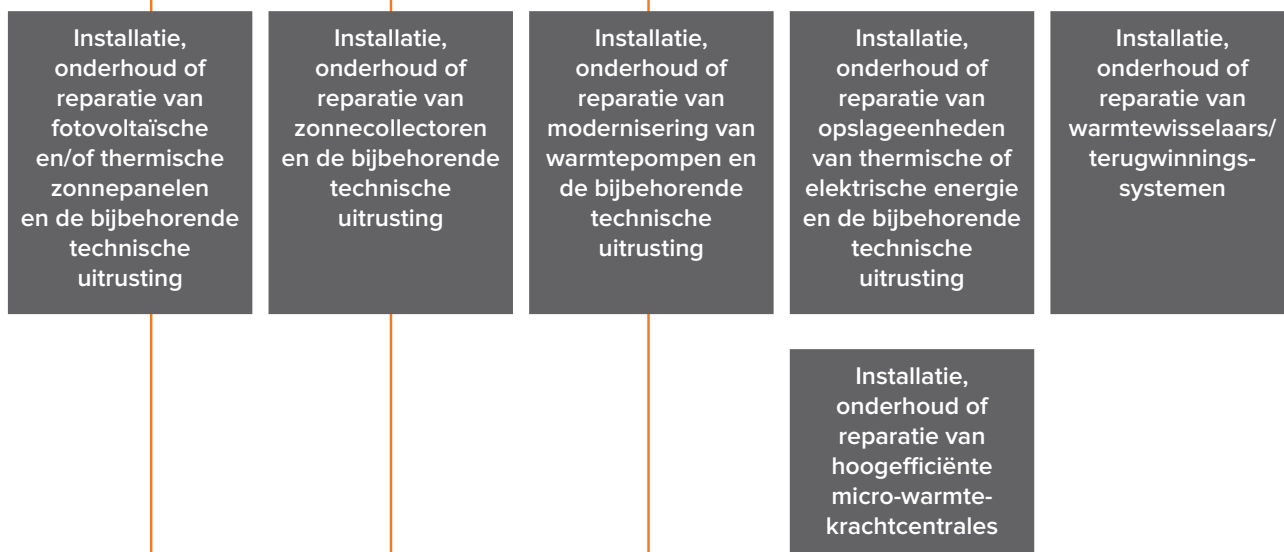 Installatie,
onderhoud of
reparatie van
fotovoltaïsche
en/of thermische
zonnepanelen
en de bijbehorende
technische
uitrusting
Installatie,
onderhoud of
reparatie van
zonnecollectoren
en de bijbehorende
technische
uitrusting
Installatie,
onderhoud of
reparatie van
modernisering van
warmtepompen en
de bijbehorende
technische
uitrusting
Installatie,
onderhoud of
reparatie van
opslageenheden
van thermische of
elektrische energie
en de bijbehorende
technische
uitrusting
Installatie,
onderhoud of
reparatie van
warmtewisselaars/
terugwinnings-
systemen
Installatie,
onderhoud of
reparatie van
hoogefficiënte
micro-warmte-
krachtcentrales